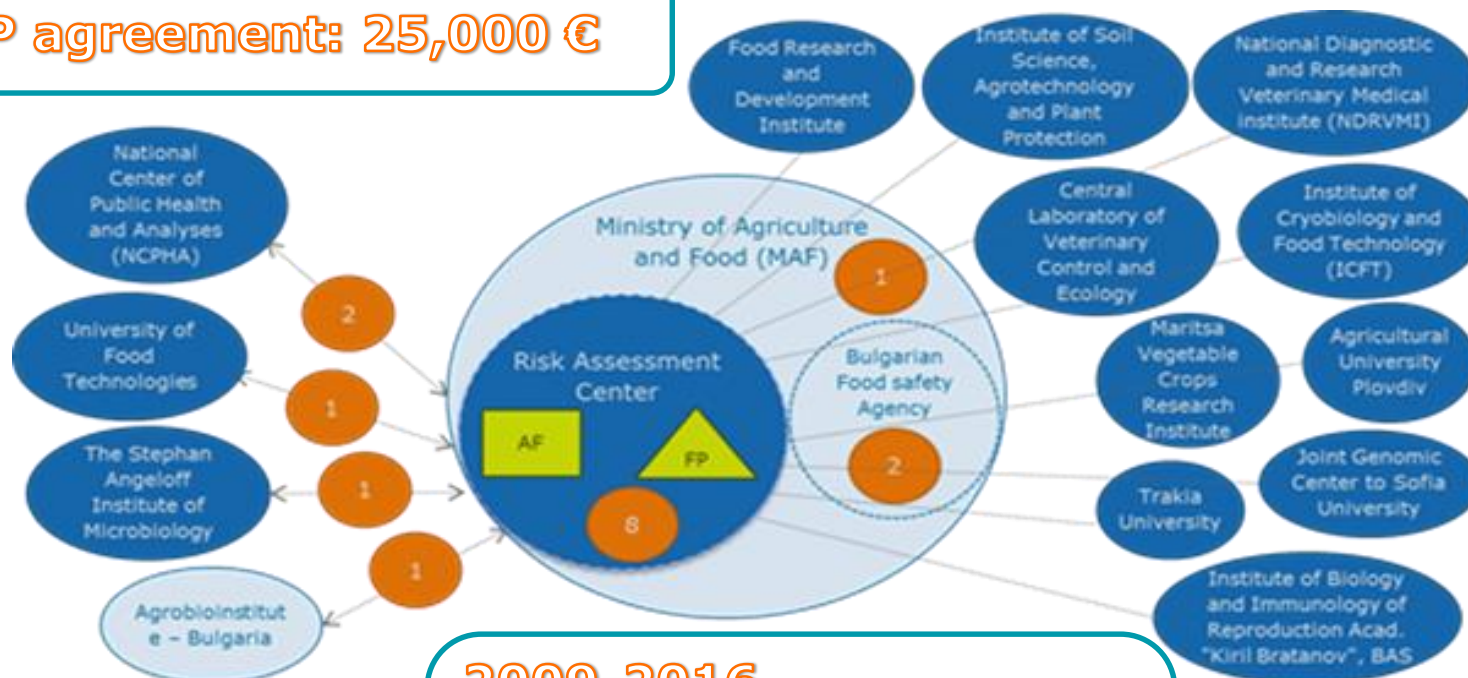 P agreement: 25,000 €
Food Research
and
Development
Institute
Institute of Soil
Science,
Agrotechnology
and Plant
Protection
National Diagnostic
and Research
Veterinary Medical
institute (NDRVMI)
National
Center of
Public Health
and Analyses
(NCPHA)
Central
Laboratory of
Veterinary
Control and
Ecology
Institute of
Cryobiology and
Food Technology
(ICFT)
Ministry of Agriculture
and Food (MAF)
1
2
University of
Food
Technologies
1
Risk Assessment
Center
AF
FP
8
Bulgarian
Food safety
Agency
2
Maritsa
Vegetable
Crops
Research
Institute
Agricultural
University
Plovdiv
The Stephan
Angeloff
Institute of
Microbiology
1
Trakia
University
Joint Genomic
Center to Sofia
University
1
Agrobioinstitut
e – Bulgaria
Institute of Biology
and Immunology of
Reproduction Acad.
"Kiril Bratanov", BAS
2009-2016